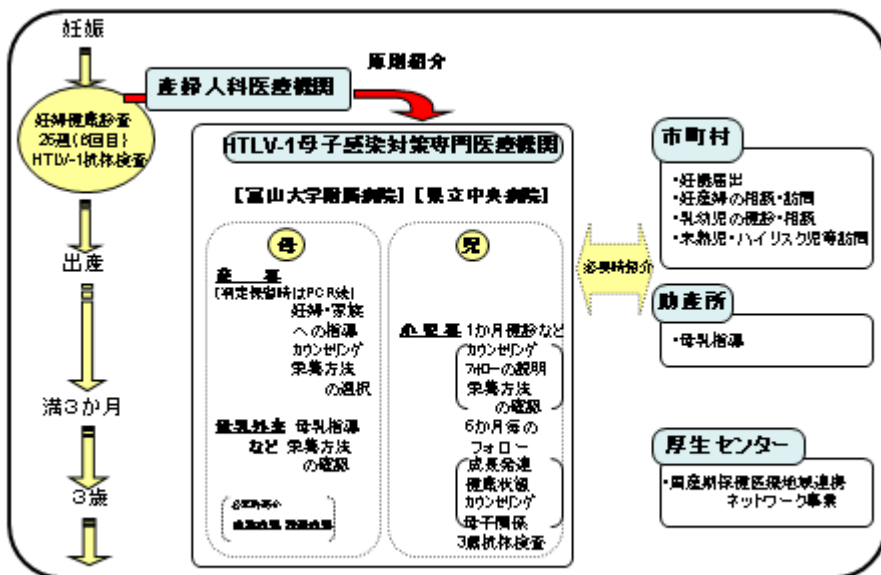 妊娠
原則紹介
産婦人科医療機関
妊婦健康診査
26週(6回目)
HTLV-1抗体検査
HTLV-1母子感染対策専門医療機関
【富山大学附属病院】【県立中央病院】
母
児
産 科
(判定保留時はPCR法)
妊婦・家族
への指導
カウンセリング
栄養方法
の選択
母乳外来 母乳指導
など 栄養方法
の確認
小児科 1か月健診など
カウンセリング
フォローの説明
栄養方法
の確認
6か月毎の
フォロー
成長発達
健康状態
カウンセリング
母子関係
3歳抗体検査
出産
満3か月
3歳
必要時紹介
市町村
・妊娠届出
・妊産婦の相談・訪問
・乳幼児の健診・相談
・未熟児・ハイリスク児等訪問
助産所
・母乳指導
厚生センター
・周産期保健医療地域連携
ネットワーク事業